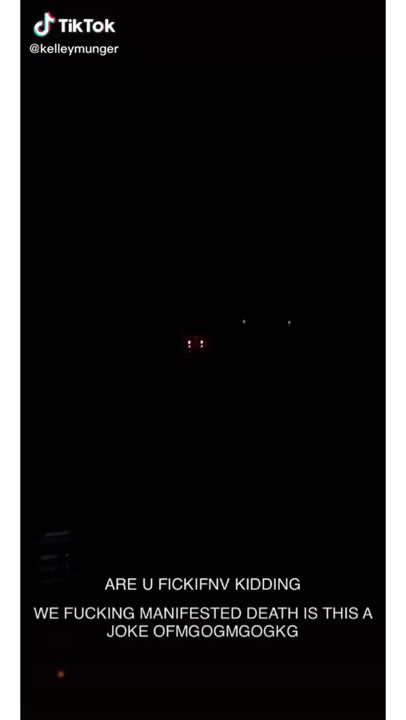 TikTok
@kelleymunger
ARE U FICKIFNV KIDDING
WE FUCKING MANIFESTED DEATH IS THIS A
JOKE OFMGOGMGOGKG